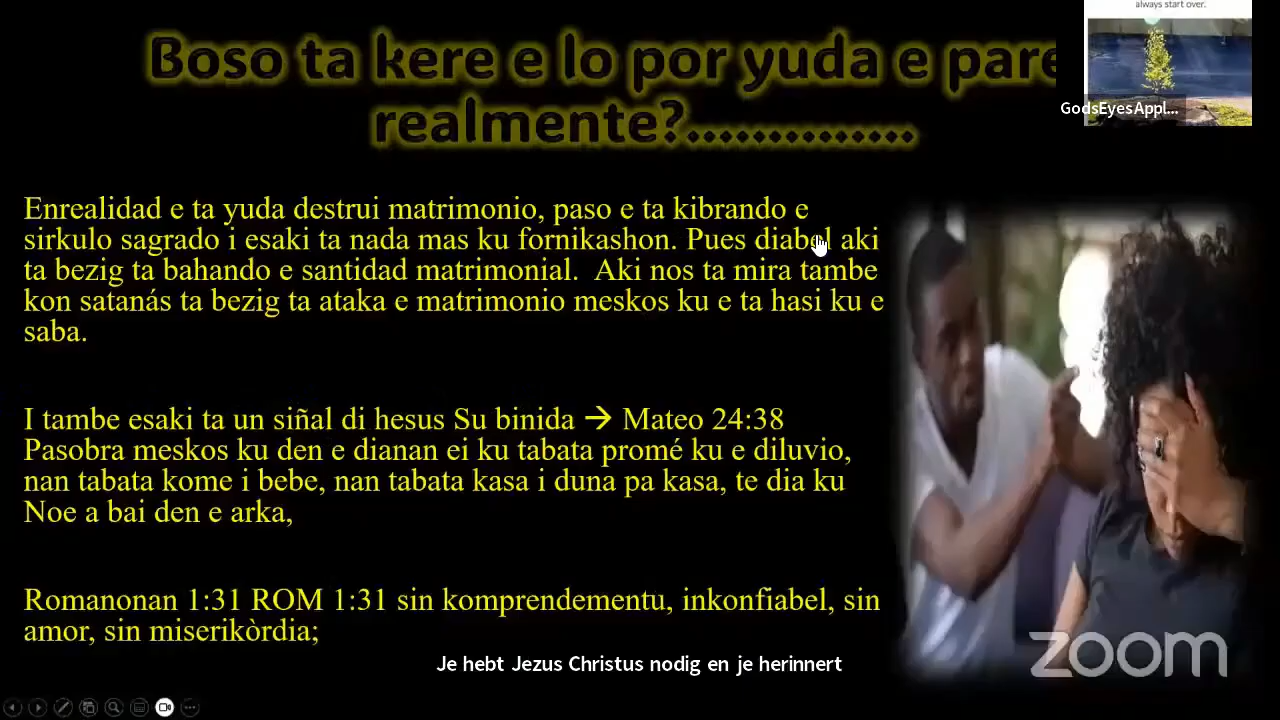 always start over.
Boso ta kere e lo por yuda e pare
realmente?..............
GodsEyesAppl...
Enrealidad e ta yuda destrui matrimonio, paso e ta kibrando e
sirkulo sagrado i esaki ta nada mas ku fornikashon. Pues diabel aki
ta bezig ta bahando e santidad matrimonial. Aki nos ta mira tambe
kon satanás ta bezig ta ataka e matrimonio meskos ku e ta hasi ku e
saba.
I tambe esaki ta un siñal di hesus Su binida → Mateo 24:38
Pasobra meskos ku den e dianan ei ku tabata promé ku e diluvio,
nan tabata kome i bebe, nan tabata kasa i duna pa kasa, te dia ku
Noe a bai den e arka,
Romanonan 1:31 ROM 1:31 sin komprendementu, inkonfiabel, sin
amor, sin miserikòrdia;
Je hebt Jezus Christus nodig en je herinnert
zoom